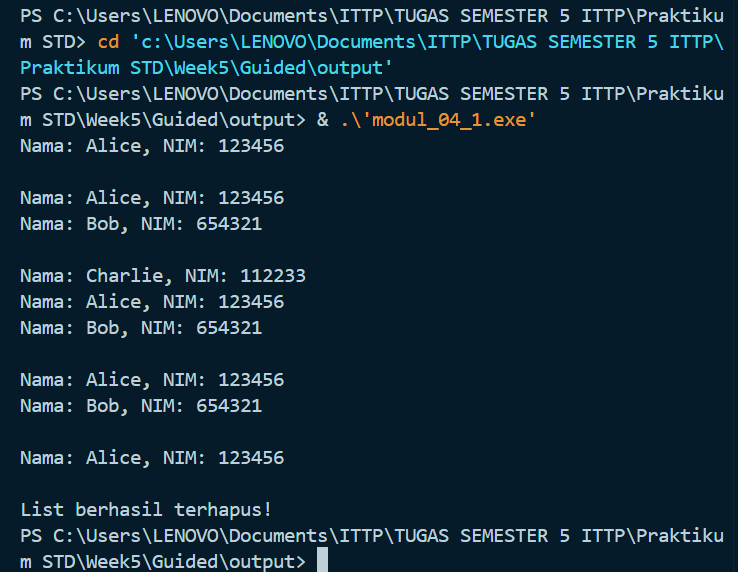 PS C:\Users\LENOVO\Documents\ITTP\TUGAS SEMESTER 5 ITTP\Praktiku
m STD> cd 'c:\Users\LENOVO\Documents\ITTP\TUGAS SEMESTER 5 ITTP\
Praktikum STD\Week5\Guided\output'
PS C:\Users\LENOVO\Documents\ITTP\TUGAS SEMESTER 5 ITTP\Praktiku
m STD\Week5\Guided\output> & .\'modul_04_1.exe'
Nama: Alice, NIM: 123456
Nama: Alice, NIM: 123456
Nama: Bob, NIM: 654321
Nama: Charlie, NIM: 112233
Nama: Alice, NIM: 123456
Nama: Bob, NIM: 654321
Nama: Alice, NIM: 123456
Nama: Bob, NIM: 654321
Nama: Alice, NIM: 123456
List berhasil terhapus!
PS C:\Users\LENOVO\Documents\ITTP\TUGAS SEMESTER 5 ITTP\Praktiku
m STD\Week5\Guided\output>